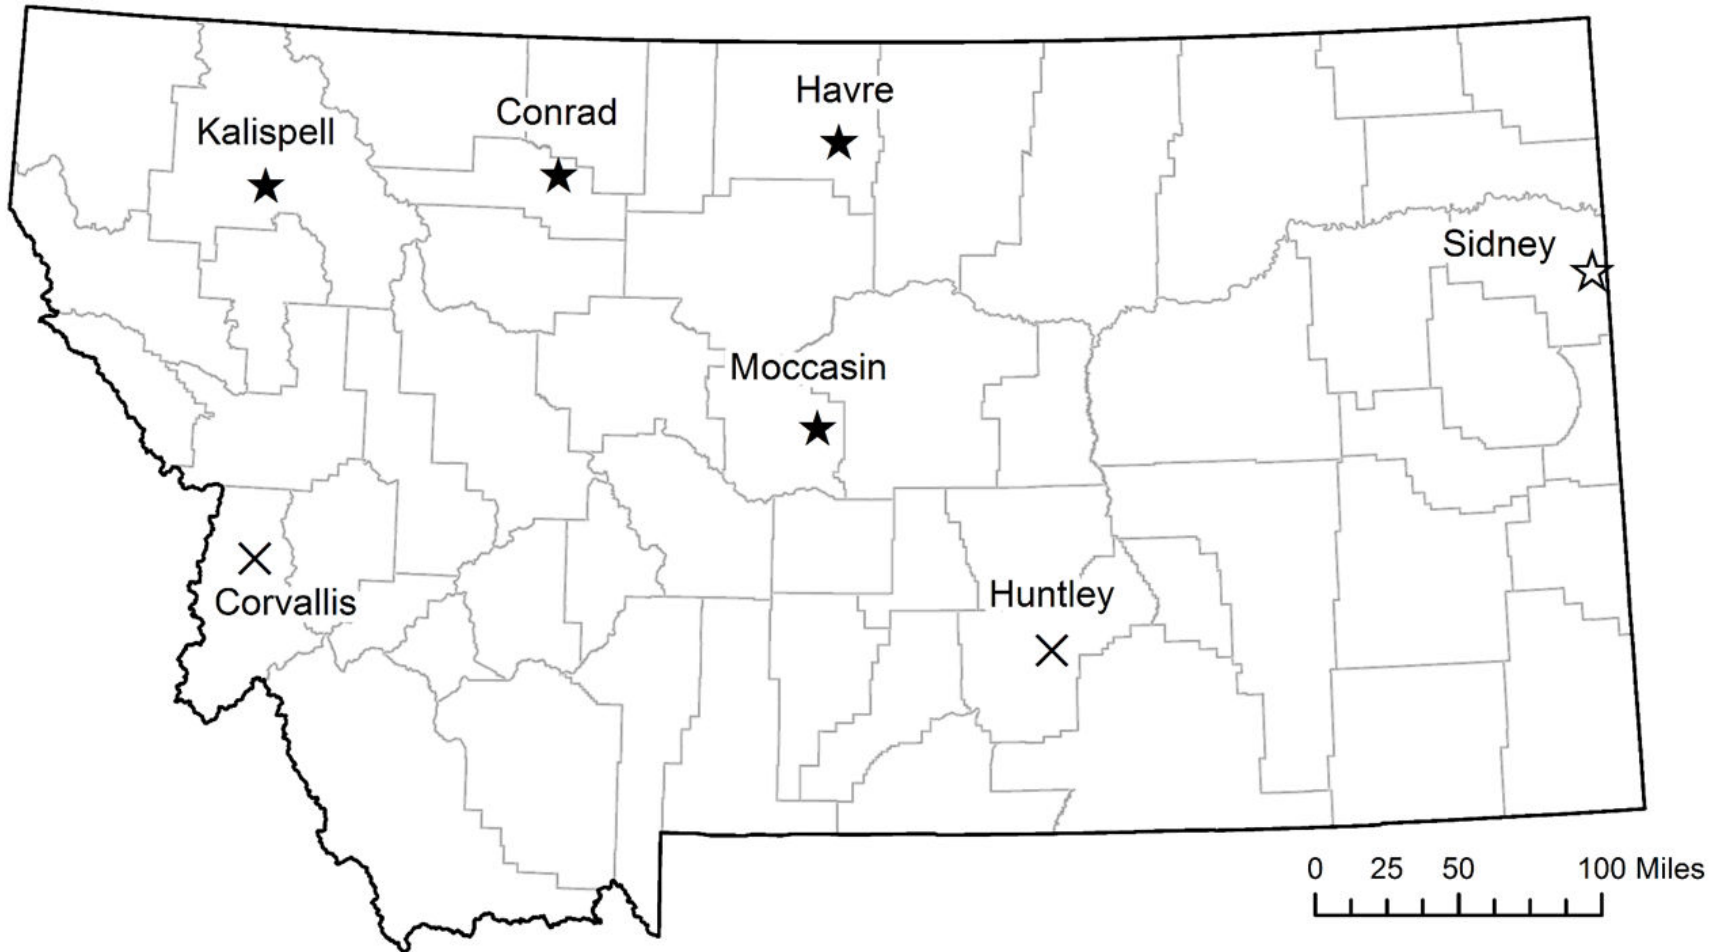 Havre
Conrad
Kalispell
Sidney
Moccasin
Huntley
Corvallis
0 25 50 100 Miles